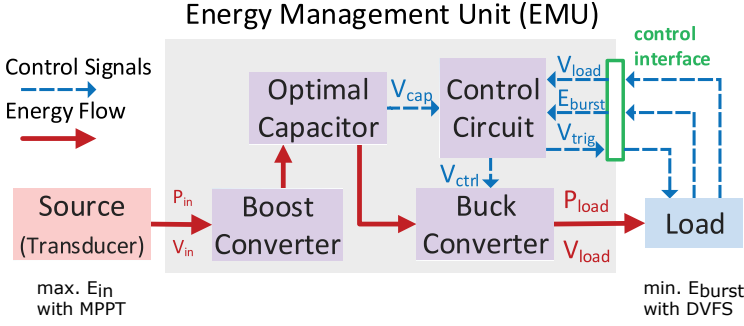 Energy Management Unit (EMU)
control
interface
Control Signals
Energy Flow
Optimal
Capacitor
Vcap
Control
Circuit
Vload
Eburst
Vtrig
Vctrl
Source
(Transducer)
Pin
Vin
Boost
Converter
Buck
Converter
Pload
Vload
Load
max. Ein
with MPPT
min. Eburst
with DVFS